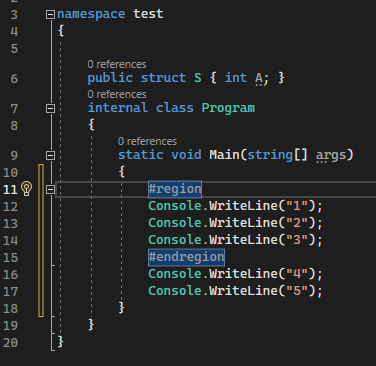 3 namespace test
4 {
5
0 references
6 public struct S { int A; }
0 references
7 internal class Program
8 {
0 references
9 static void Main(string[] args)
10 {
11 #region
12 Console.WriteLine("1");
13 Console.WriteLine("2");
14 Console.WriteLine("3");
15 #endregion
16 Console.WriteLine("4");
17 Console.WriteLine("5");
18 }
19 }
20 }